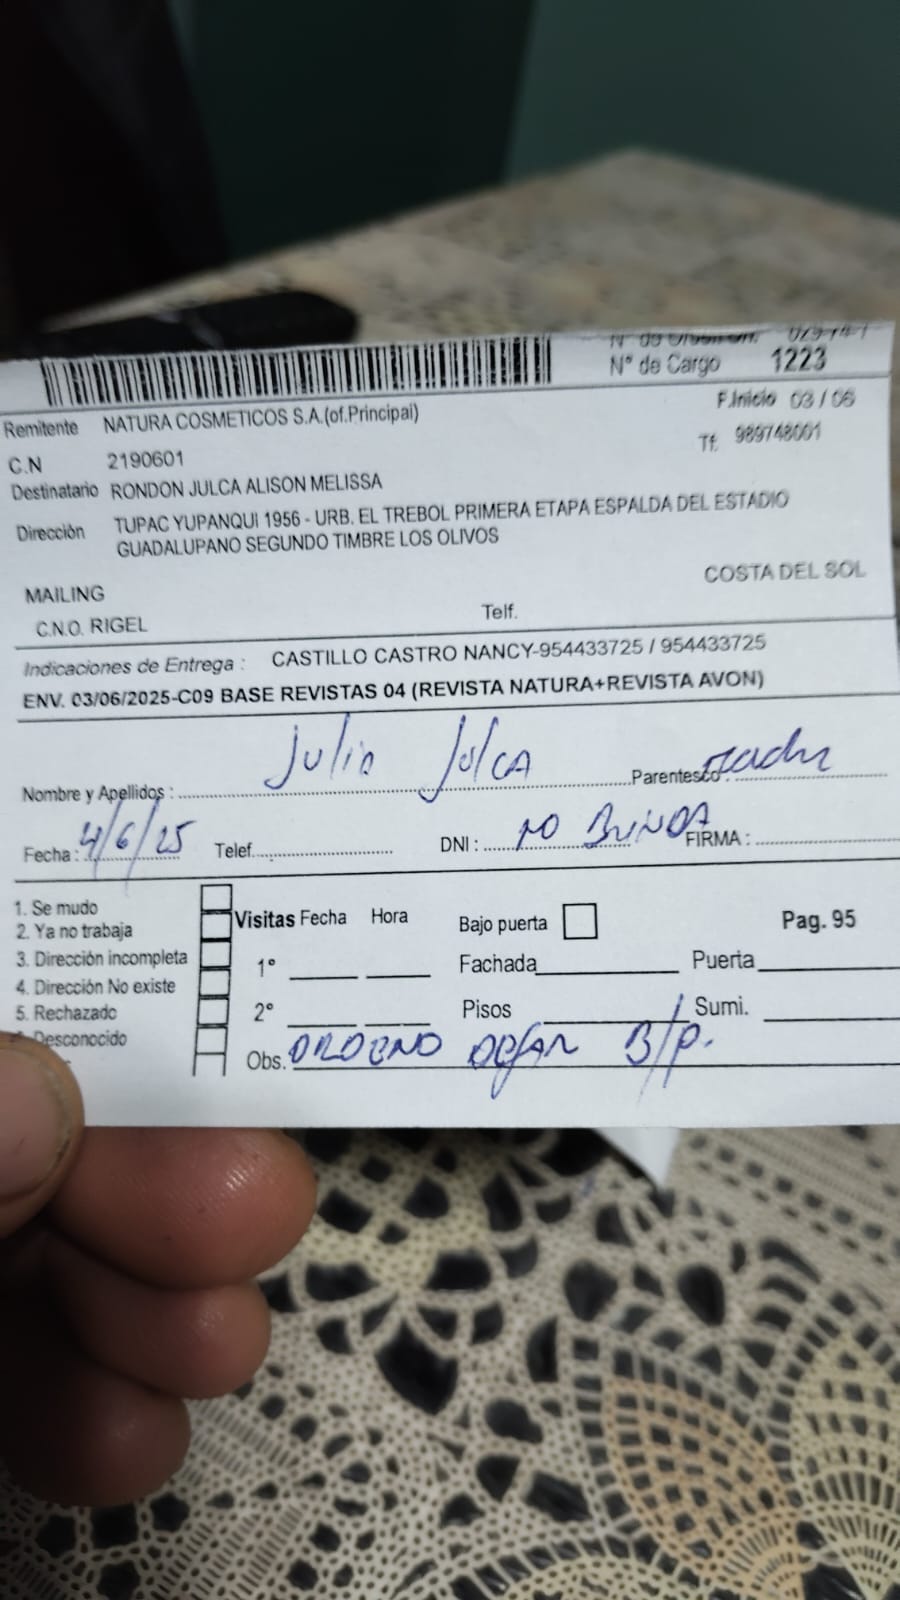 N° de Cargo 1223
Remitente NATURA COSMETICOS S.A.(of.Principal) F.Inicio 03 / 06
C.N 2190601 Tf. 989748001
Destinatario RONDON JULCA ALISON MELISSA
Dirección TUPAC YUPANQUI 1956 - URB. EL TREBOL PRIMERA ETAPA ESPALDA DEL ESTADIO
GUADALUPANO SEGUNDO TIMBRE LOS OLIVOS
MAILING COSTA DEL SOL
C.N.O. RIGEL Telf.
Indicaciones de Entrega : CASTILLO CASTRO NANCY-954433725 / 954433725
ENV. 03/06/2025-C09 BASE REVISTAS 04 (REVISTA NATURA+REVISTA AVON)
Nombre y Apellidos : Julia Julca Parentesco :
Fecha : 4/6/25 Telef. DNI : NO BRINDA FIRMA :
1. Se mudo
2. Ya no trabaja
3. Dirección incompleta
4. Dirección No existe
5. Rechazado
Desconocido
Visitas Fecha Hora Bajo puerta Pag. 95
1° Fachada Puerta
2° Pisos Sumi.
Obs. ORDENO DEJAR B/P.